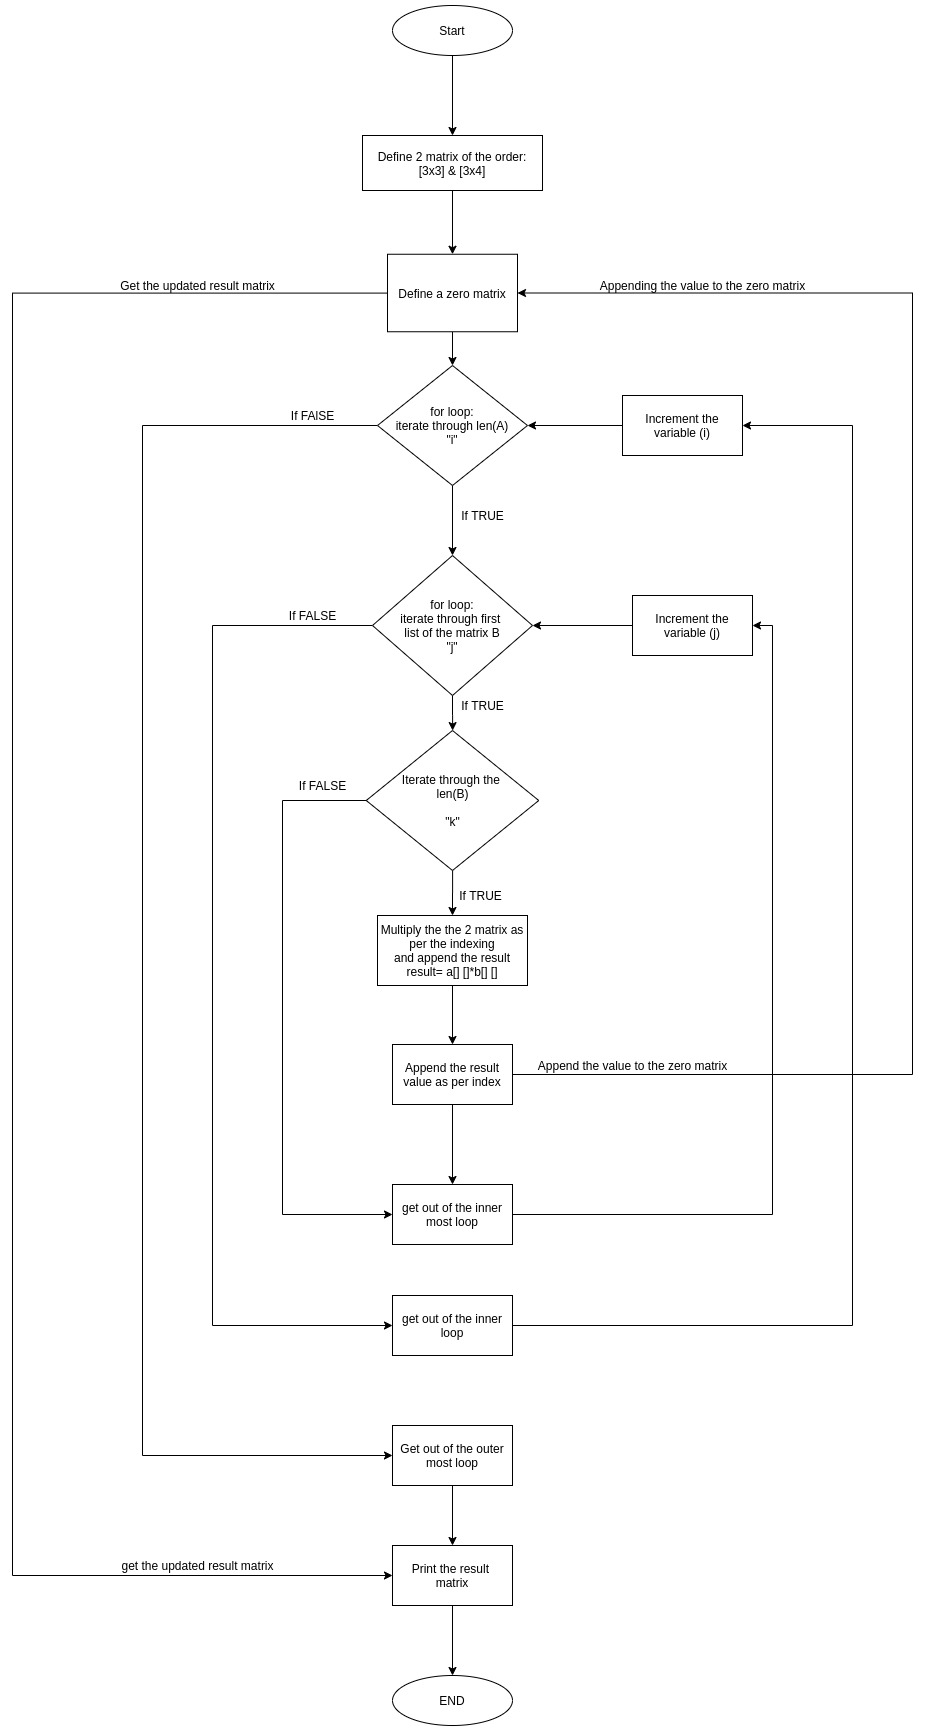 Start
Define 2 matrix of the order:
[3x3] & [3x4]
Get the updated result matrix
Define a zero matrix
Appending the value to the zero matrix
If FAlSE
for loop:
iterate through len(A)
"i"
Increment the
variable (i)
If TRUE
If FALSE
for loop:
iterate through first
list of the matrix B
"j"
Increment the
variable (j)
If TRUE
If FALSE
Iterate through the
len(B)
"k"
If TRUE
Multiply the the 2 matrix as
per the indexing
and append the result
result= a[] []*b[] []
Append the result
value as per index
Append the value to the zero matrix
get out of the inner
most loop
get out of the inner
loop
Get out of the outer
most loop
get the updated result matrix
Print the result
matrix
END